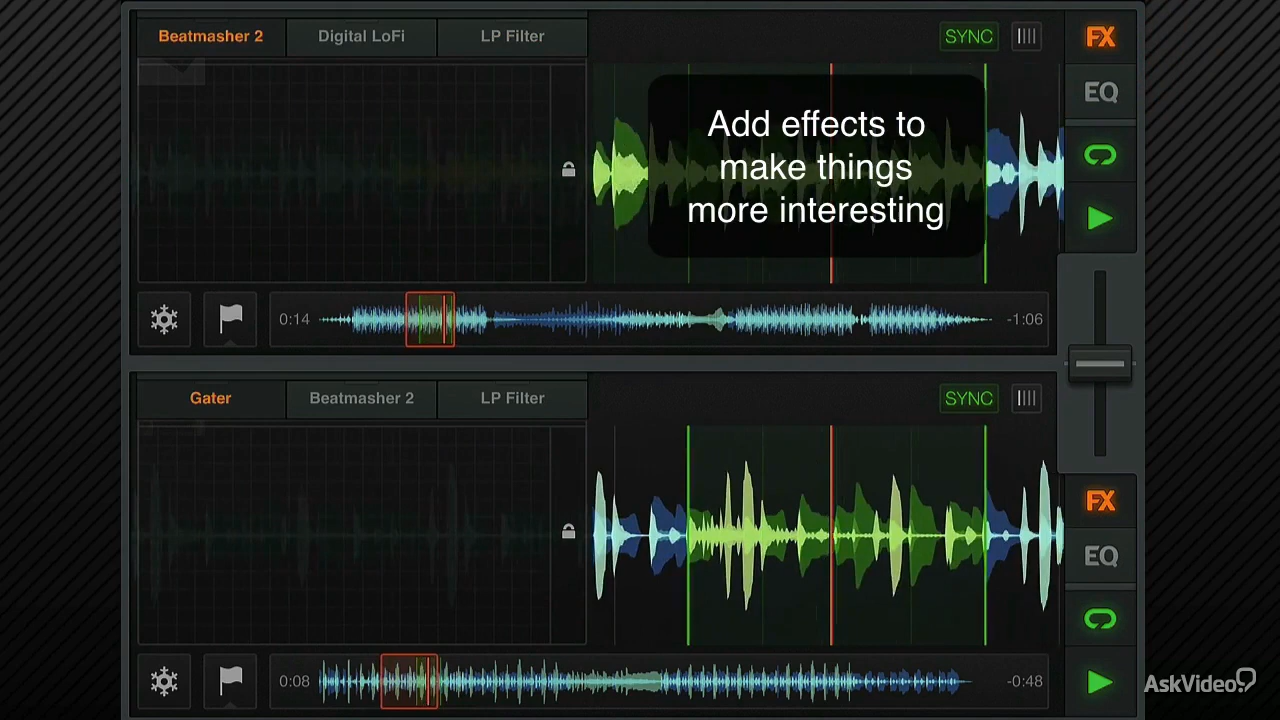 Beatmasher 2 Digital LoFi LP Filter SYNC FX
EQ
Add effects to
make things
more interesting
0:14 -1:06
Gater Beatmasher 2 LP Filter SYNC
FX
EQ
0:08 -0:48
AskVideo